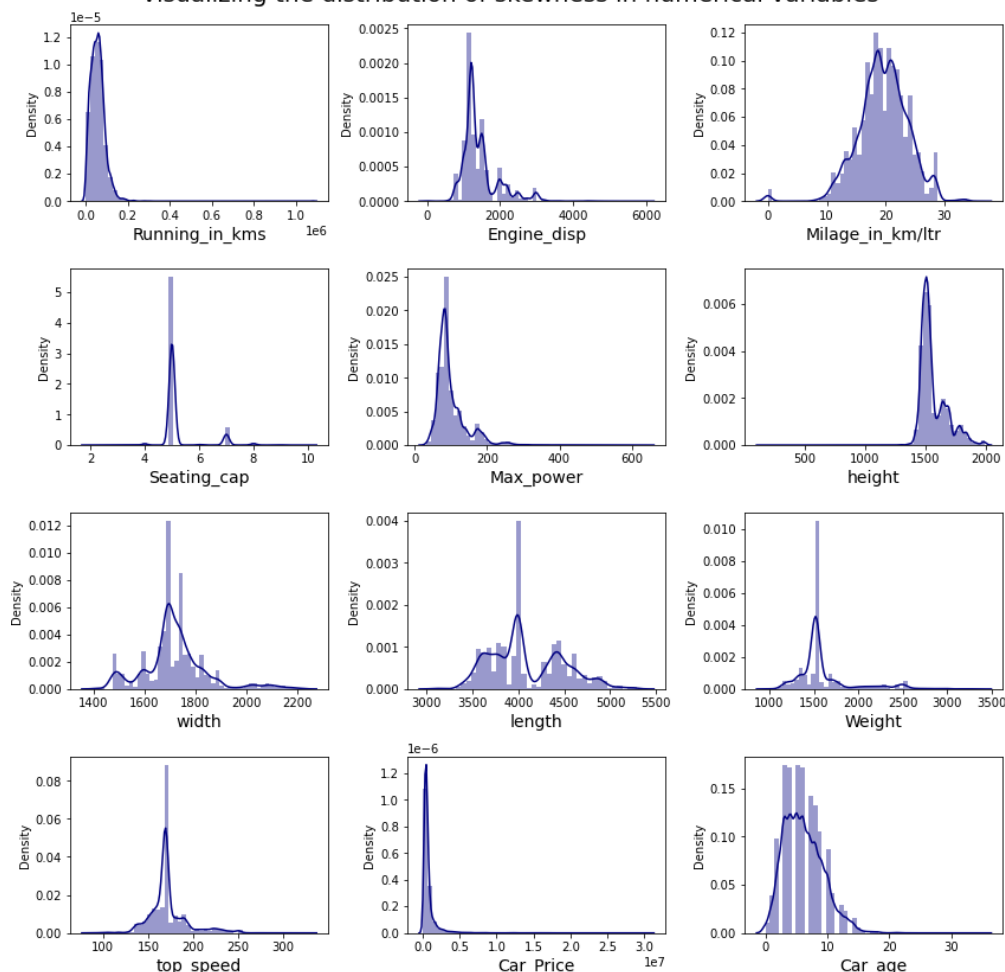 visualizing the distribution of skewness in numerical variables
1e−5
1.2
1.0
0.8
0.6
0.4
0.2
0.0
Density
0.0 0.2 0.4 0.6 0.8 1.0
1e6
Running_in_kms
0.0025
0.0020
0.0015
0.0010
0.0005
0.0000
Density
0 2000 4000 6000
Engine_disp
0.12
0.10
0.08
0.06
0.04
0.02
0.00
Density
0 10 20 30
Milage_in_km/ltr
5
4
3
2
1
0
Density
2 4 6 8 10
Seating_cap
0.025
0.020
0.015
0.010
0.005
0.000
Density
0 200 400 600
Max_power
0.006
0.004
0.002
0.000
Density
500 1000 1500 2000
height
0.012
0.010
0.008
0.006
0.004
0.002
0.000
Density
1400 1600 1800 2000 2200
width
0.004
0.003
0.002
0.001
0.000
Density
3000 3500 4000 4500 5000 5500
length
0.010
0.008
0.006
0.004
0.002
0.000
Density
1000 1500 2000 2500 3000 3500
Weight
0.08
0.06
0.04
0.02
0.00
Density
100 150 200 250 300
top_speed
1e−6
1.2
1.0
0.8
0.6
0.4
0.2
0.0
Density
0.0 0.5 1.0 1.5 2.0 2.5 3.0
1e7
Car_Price
0.15
0.10
0.05
0.00
Density
0 10 20 30
Car_age